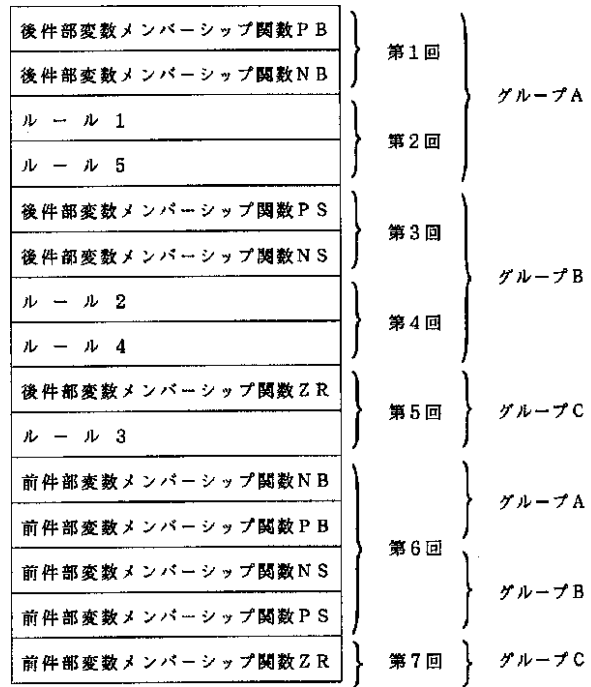 後件部変数メンバーシップ関数PB
後件部変数メンバーシップ関数NB
第1回
ルール 1
ルール 5
第2回
グループA
後件部変数メンバーシップ関数PS
後件部変数メンバーシップ関数NS
第3回
ルール 2
ルール 4
第4回
グループB
後件部変数メンバーシップ関数ZR
ルール 3
第5回
グループC
前件部変数メンバーシップ関数NB
前件部変数メンバーシップ関数PB
グループA
前件部変数メンバーシップ関数NS
前件部変数メンバーシップ関数PS
第6回
グループB
前件部変数メンバーシップ関数ZR
第7回
グループC